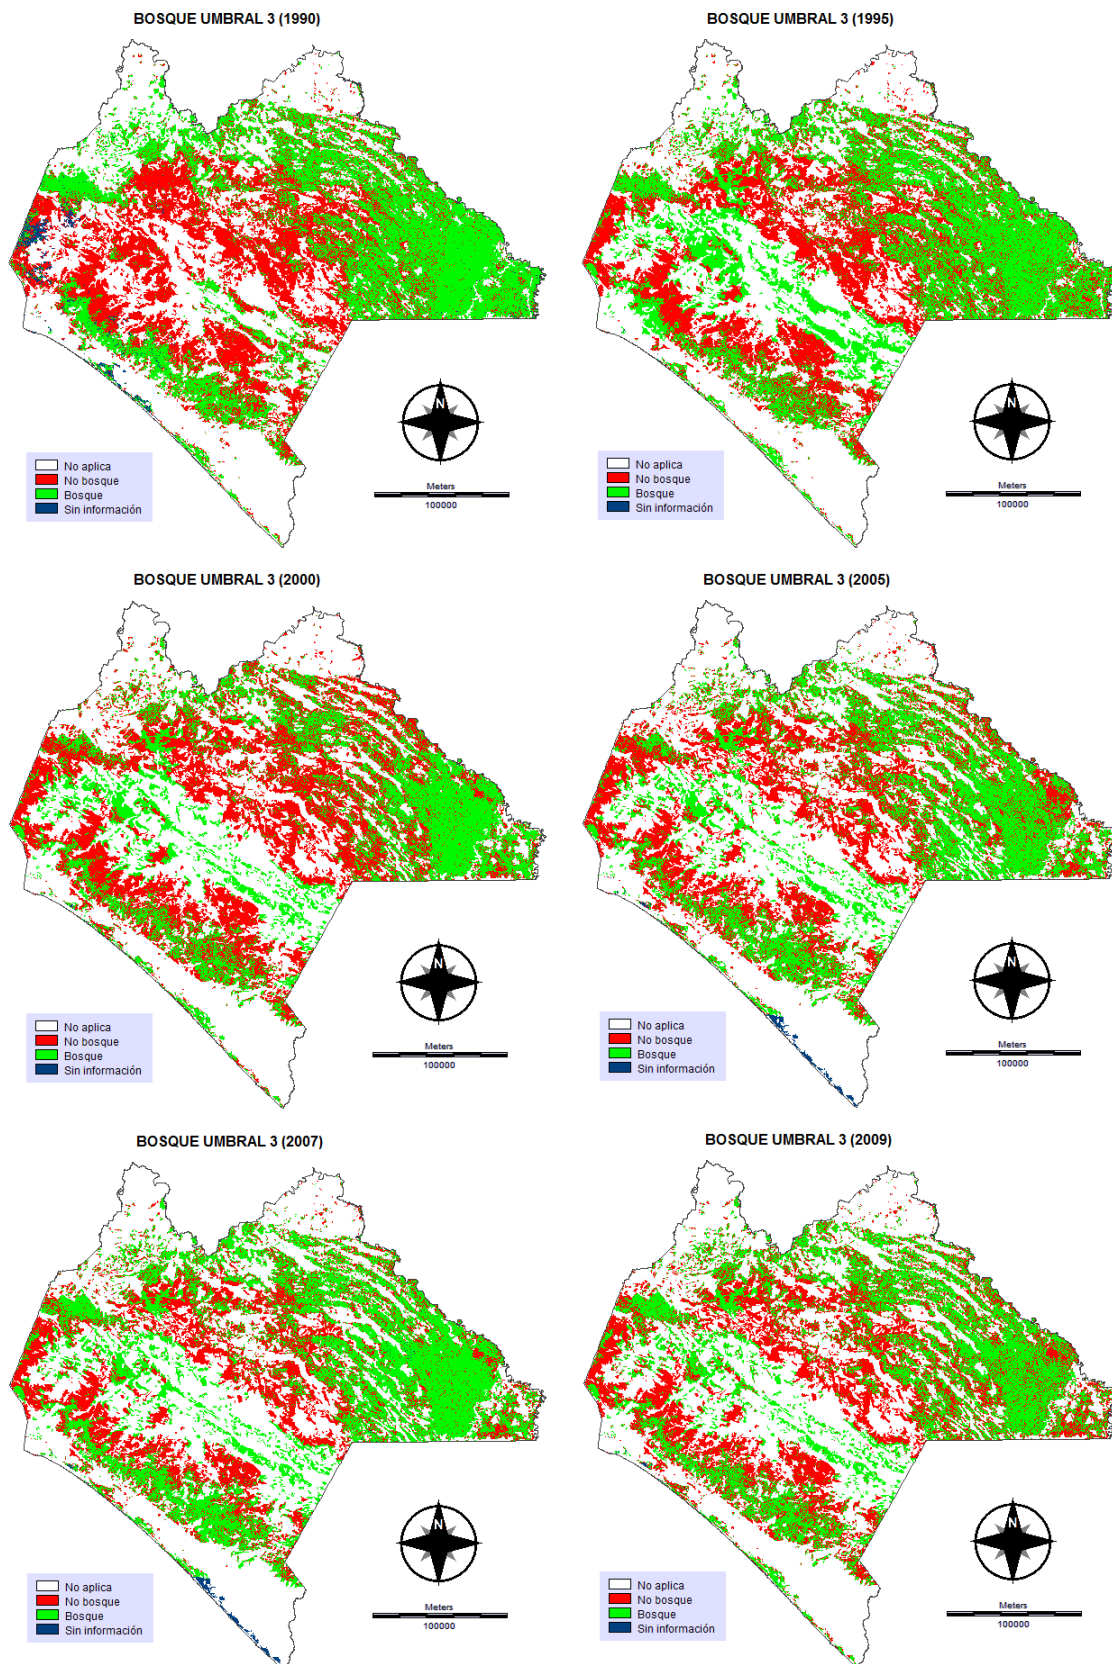 BOSQUE UMBRAL 3 (1990)
N
No aplica
No bosque
Bosque
Sin información
Meters
100000
BOSQUE UMBRAL 3 (1995)
N
No aplica
No bosque
Bosque
Sin información
Meters
100000
BOSQUE UMBRAL 3 (2000)
N
No aplica
No bosque
Bosque
Sin información
Meters
100000
BOSQUE UMBRAL 3 (2005)
N
No aplica
No bosque
Bosque
Sin información
Meters
100000
BOSQUE UMBRAL 3 (2007)
N
No aplica
No bosque
Bosque
Sin información
Meters
100000
BOSQUE UMBRAL 3 (2009)
N
No aplica
No bosque
Bosque
Sin información
Meters
100000